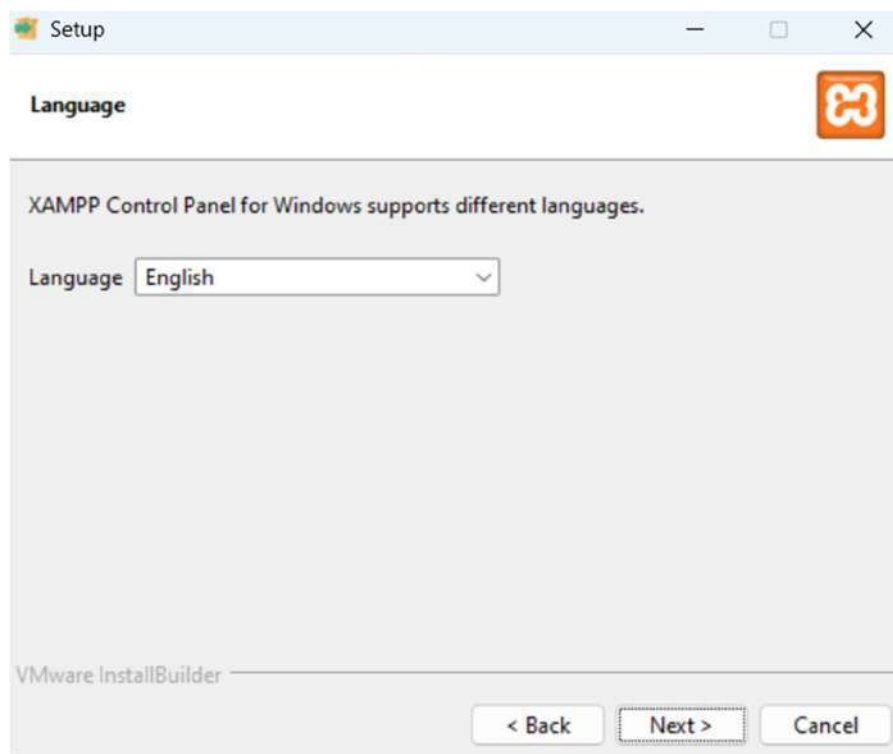 Setup
Language
XAMPP Control Panel for Windows supports different languages.
Language English
VMware InstallBuilder
< Back Next > Cancel